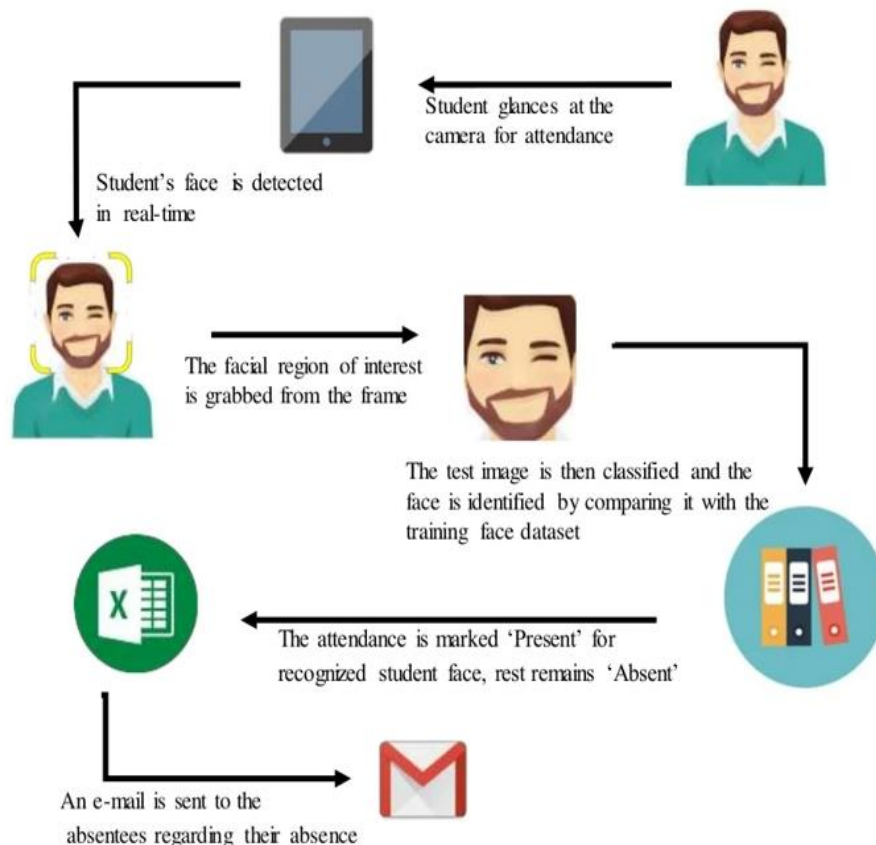 Student glances at the
camera for attendance
Student's face is detected
in real-time
The facial region of interest
is grabbed from the frame
The test image is then classified and the
face is identified by comparing it with the
training face dataset
X
The attendance is marked ‘Present’ for
recognized student face, rest remains ‘Absent’
An e-mail is sent to the
absentees regarding their absence